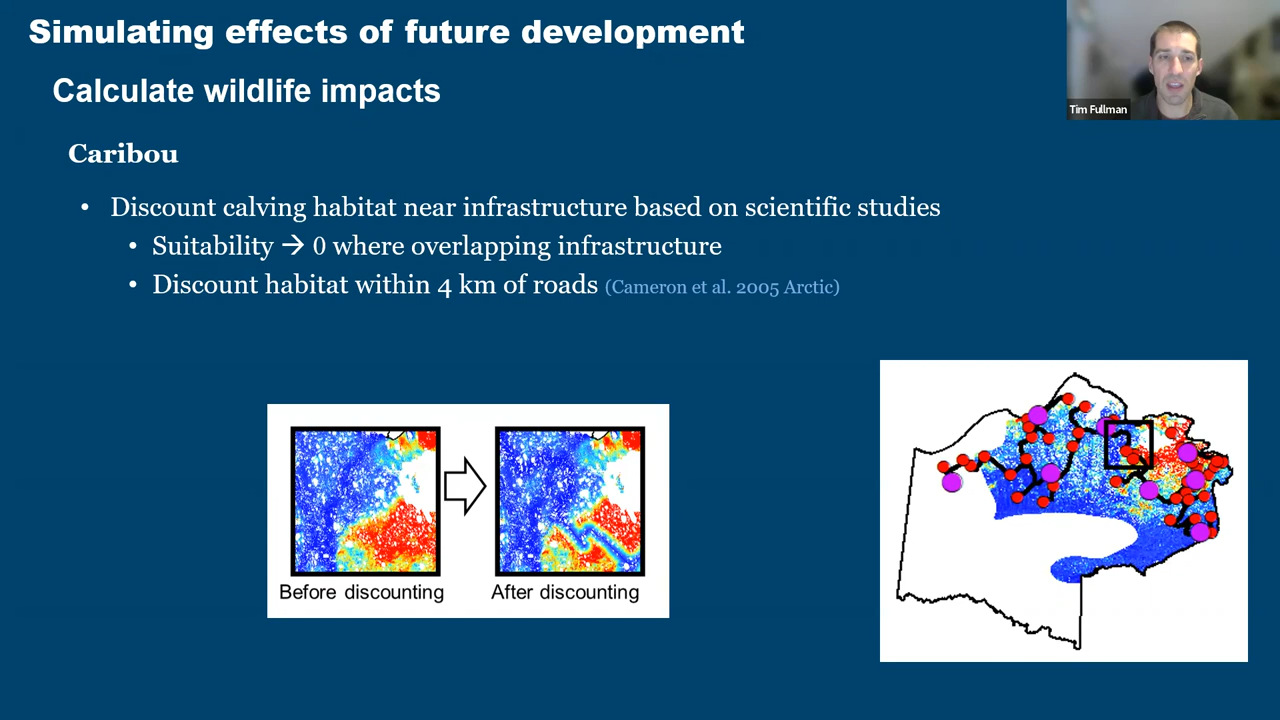 Simulating effects of future development
Calculate wildlife impacts
Tim Fullman
Caribou
• Discount calving habitat near infrastructure based on scientific studies
• Suitability → 0 where overlapping infrastructure
• Discount habitat within 4 km of roads (Cameron et al. 2005 Arctic)
Before discounting
After discounting